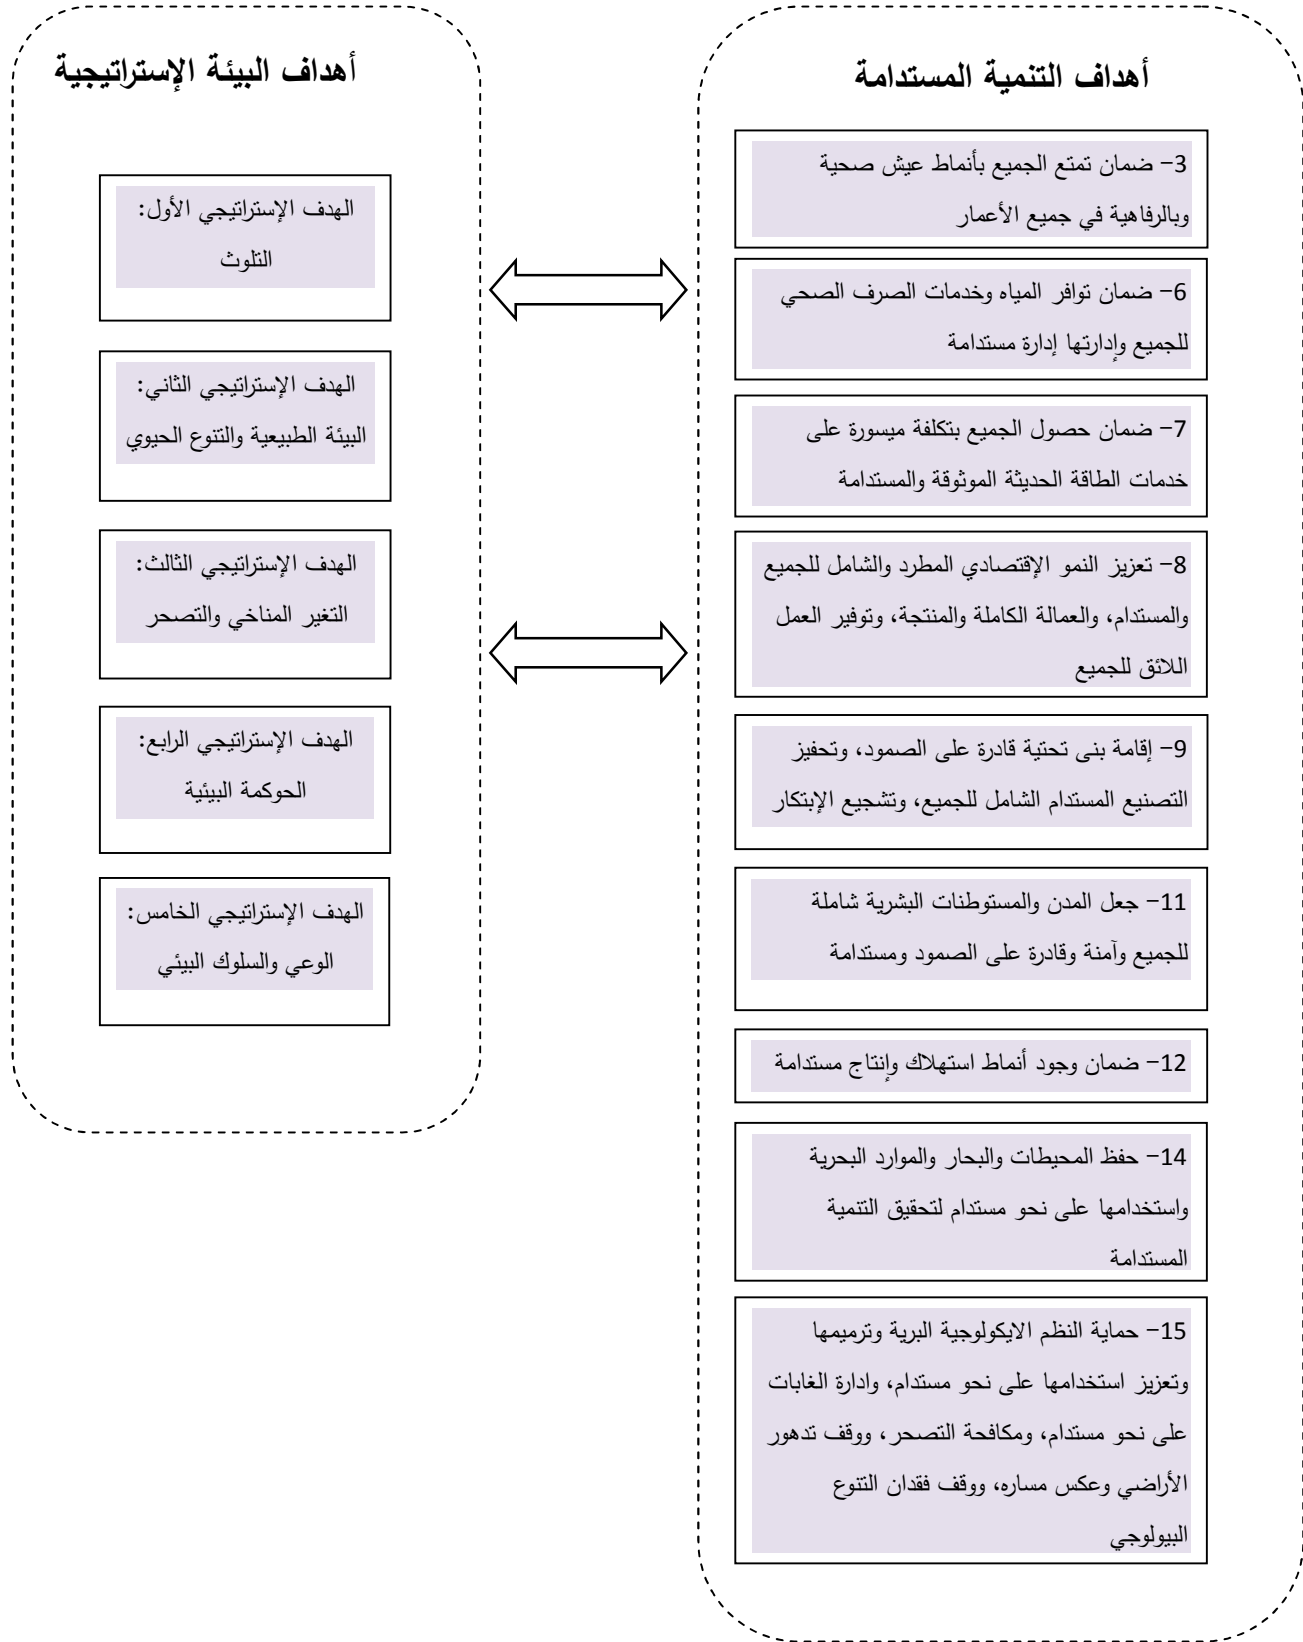 أهداف التنمية المستدامة
3- ضمان تمتع الجميع بأنماط عيش صحية
وبالرفاهية في جميع الأعمار
6- ضمان توافر المياه وخدمات الصرف الصحي
للجميع وإدارتها إدارة مستدامة
7- ضمان حصول الجميع بتكلفة ميسورة على
خدمات الطاقة الحديثة الموثوقة والمستدامة
8- تعزيز النمو الإقتصادي المطرد والشامل للجميع
والمستدام، والعمالة الكاملة والمنتجة، وتوفير العمل
اللائق للجميع
9- إقامة بنى تحتية قادرة على الصمود، وتحفيز
التصنيع المستدام الشامل للجميع، وتشجيع الإبتكار
11- جعل المدن والمستوطنات البشرية شاملة
للجميع وآمنة وقادرة على الصمود ومستدامة
12- ضمان وجود أنماط استهلاك وإنتاج مستدامة
14- حفظ المحيطات والبحار والموارد البحرية
واستخدامها على نحو مستدام لتحقيق التنمية
المستدامة
15- حماية النظم الايكولوجية البرية وترميمها
وتعزيز استخدامها على نحو مستدام، وادارة الغابات
على نحو مستدام، ومكافحة التصحر، ووقف تدهور
الأراضي وعكس مساره، ووقف فقدان التنوع
البيولوجي
أهداف البيئة الإستراتيجية
الهدف الإستراتيجي الأول:
التلوث
الهدف الإستراتيجي الثاني:
البيئة الطبيعية والتنوع الحيوي
الهدف الإستراتيجي الثالث:
التغير المناخي والتصحر
الهدف الإستراتيجي الرابع:
الحوكمة البيئية
الهدف الإستراتيجي الخامس:
الوعي والسلوك البيئي